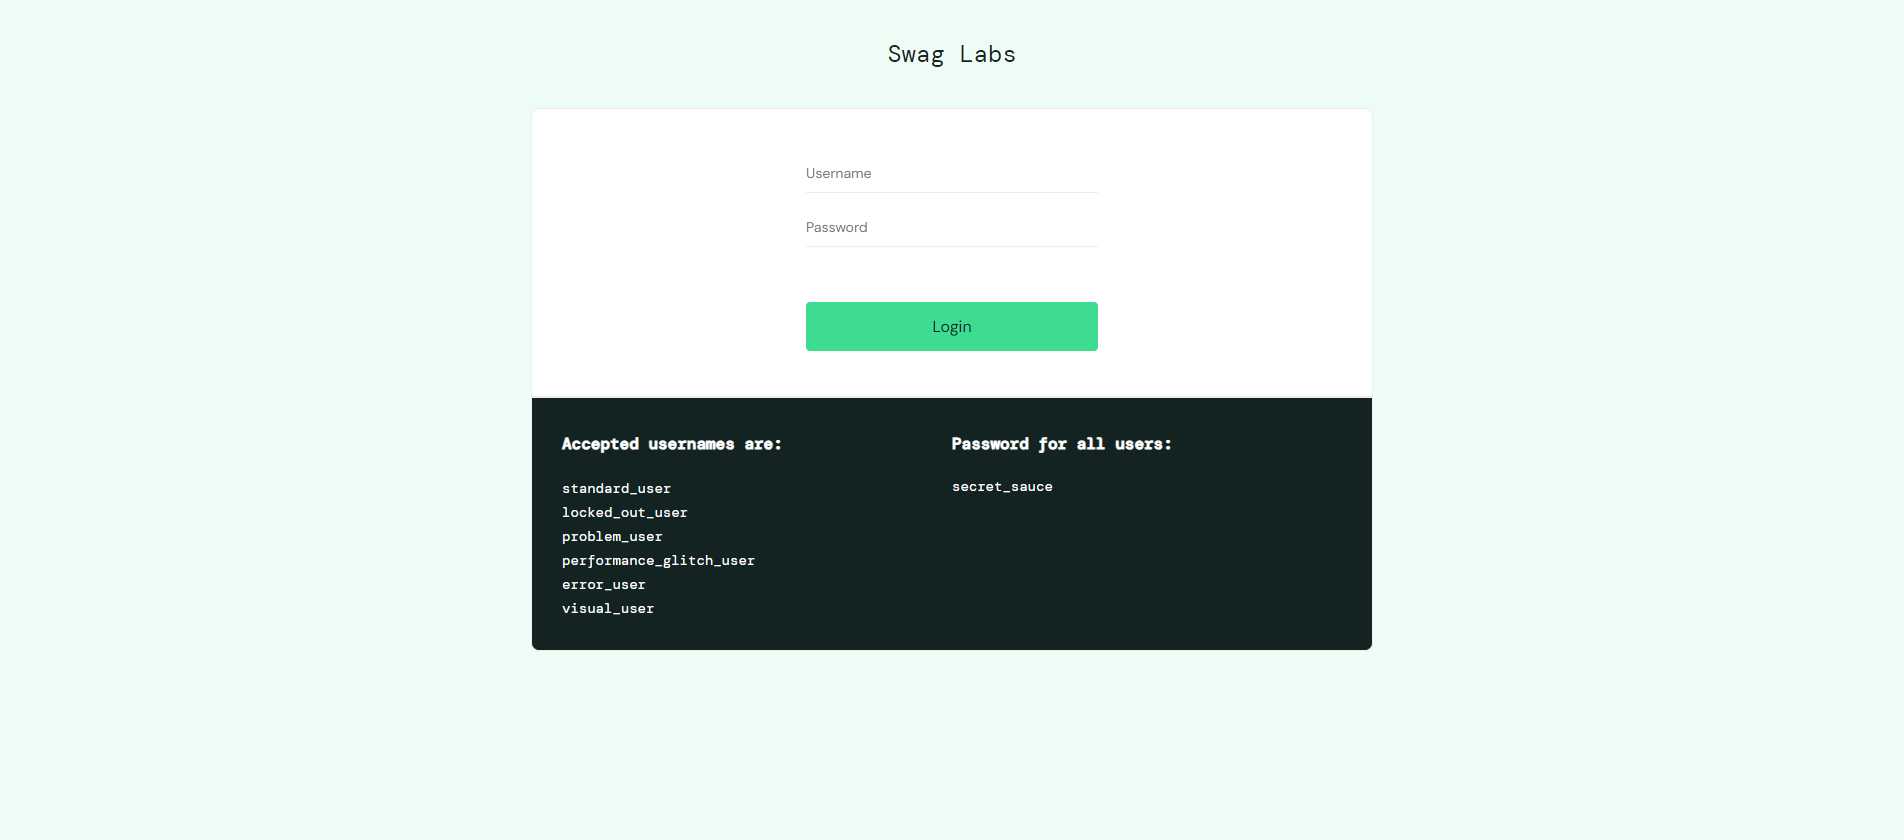 Swag Labs
Username
Password
Login
Accepted usernames are:
standard_user
locked_out_user
problem_user
performance_glitch_user
error_user
visual_user
Password for all users:
secret_sauce